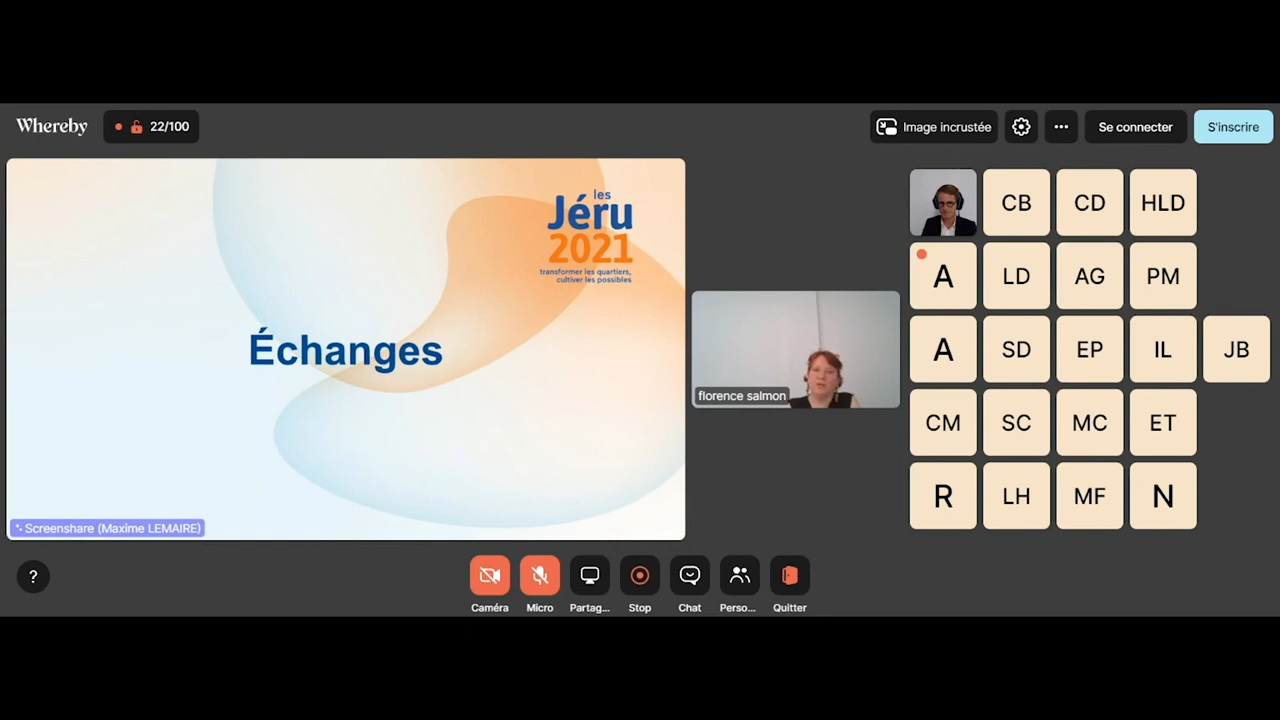 Whereby
22/100
Image incrustée
Se connecter
S'inscrire
les
Jéru
2021
transformer les quartiers,
cultiver les possibles
Échanges
Screenshare (Maxime LEMAIRE)
florence salmon
CB
CD
HLD
A
LD
AG
PM
A
SD
EP
IL
JB
CM
SC
MC
ET
R
LH
MF
N
?
Caméra
Micro
Partag...
Stop
Chat
Perso...
Quitter